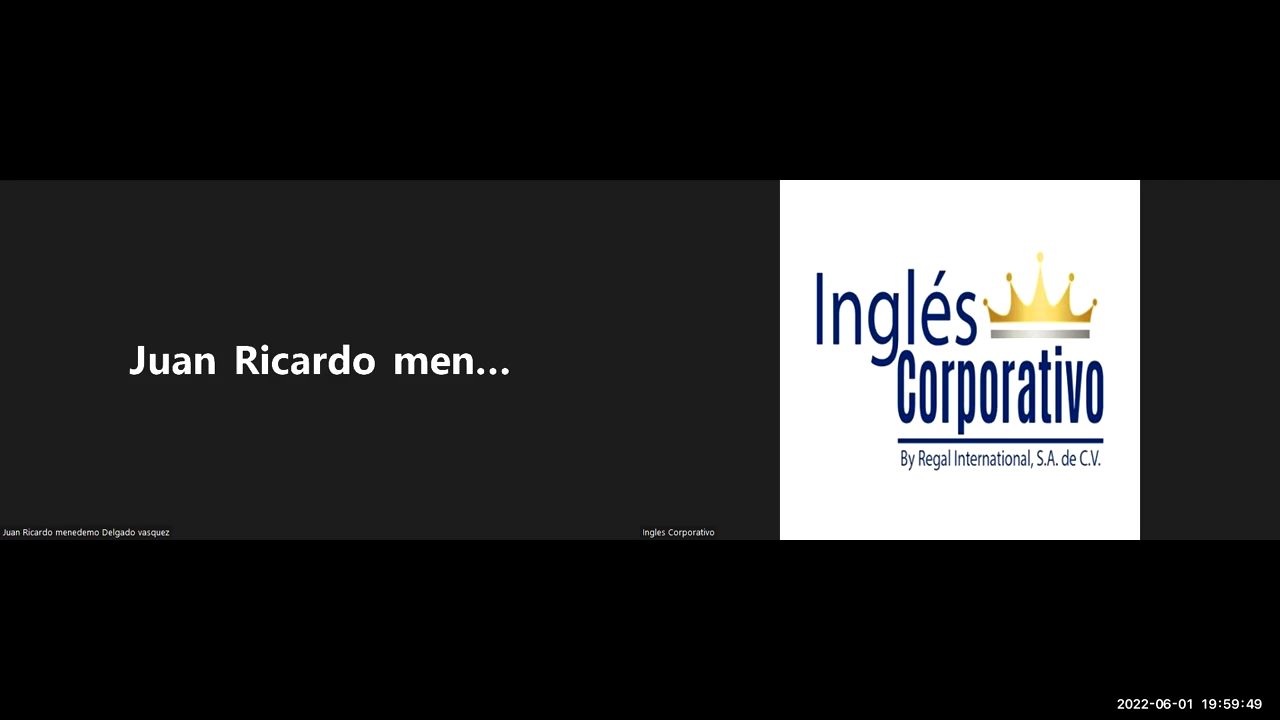 Juan Ricardo men...
Inglés
Corporativo
By Regal International, S.A. de C.V.
Juan Ricardo menedemo Delgado vasquez
Ingles Corporativo
2022-06-01 19:59:49